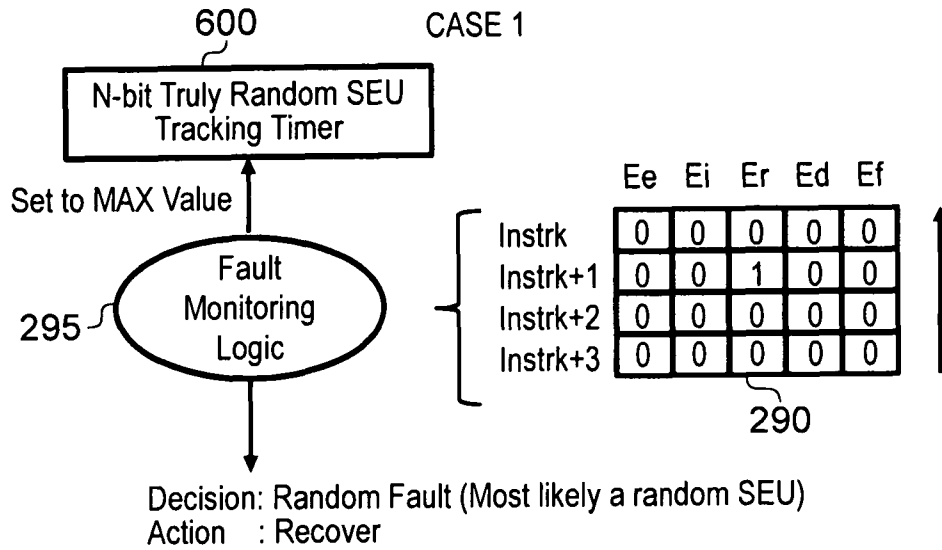 600
CASE 1
N-bit Truly Random SEU
Tracking Timer
Set to MAX Value
Fault
Monitoring
Logic
295
Ee Ei Er Ed Ef
Instrk 0 0 0 0 0
Instrk+1 0 0 1 0 0
Instrk+2 0 0 0 0 0
Instrk+3 0 0 0 0 0
290
Decision: Random Fault (Most likely a random SEU)
Action : Recover